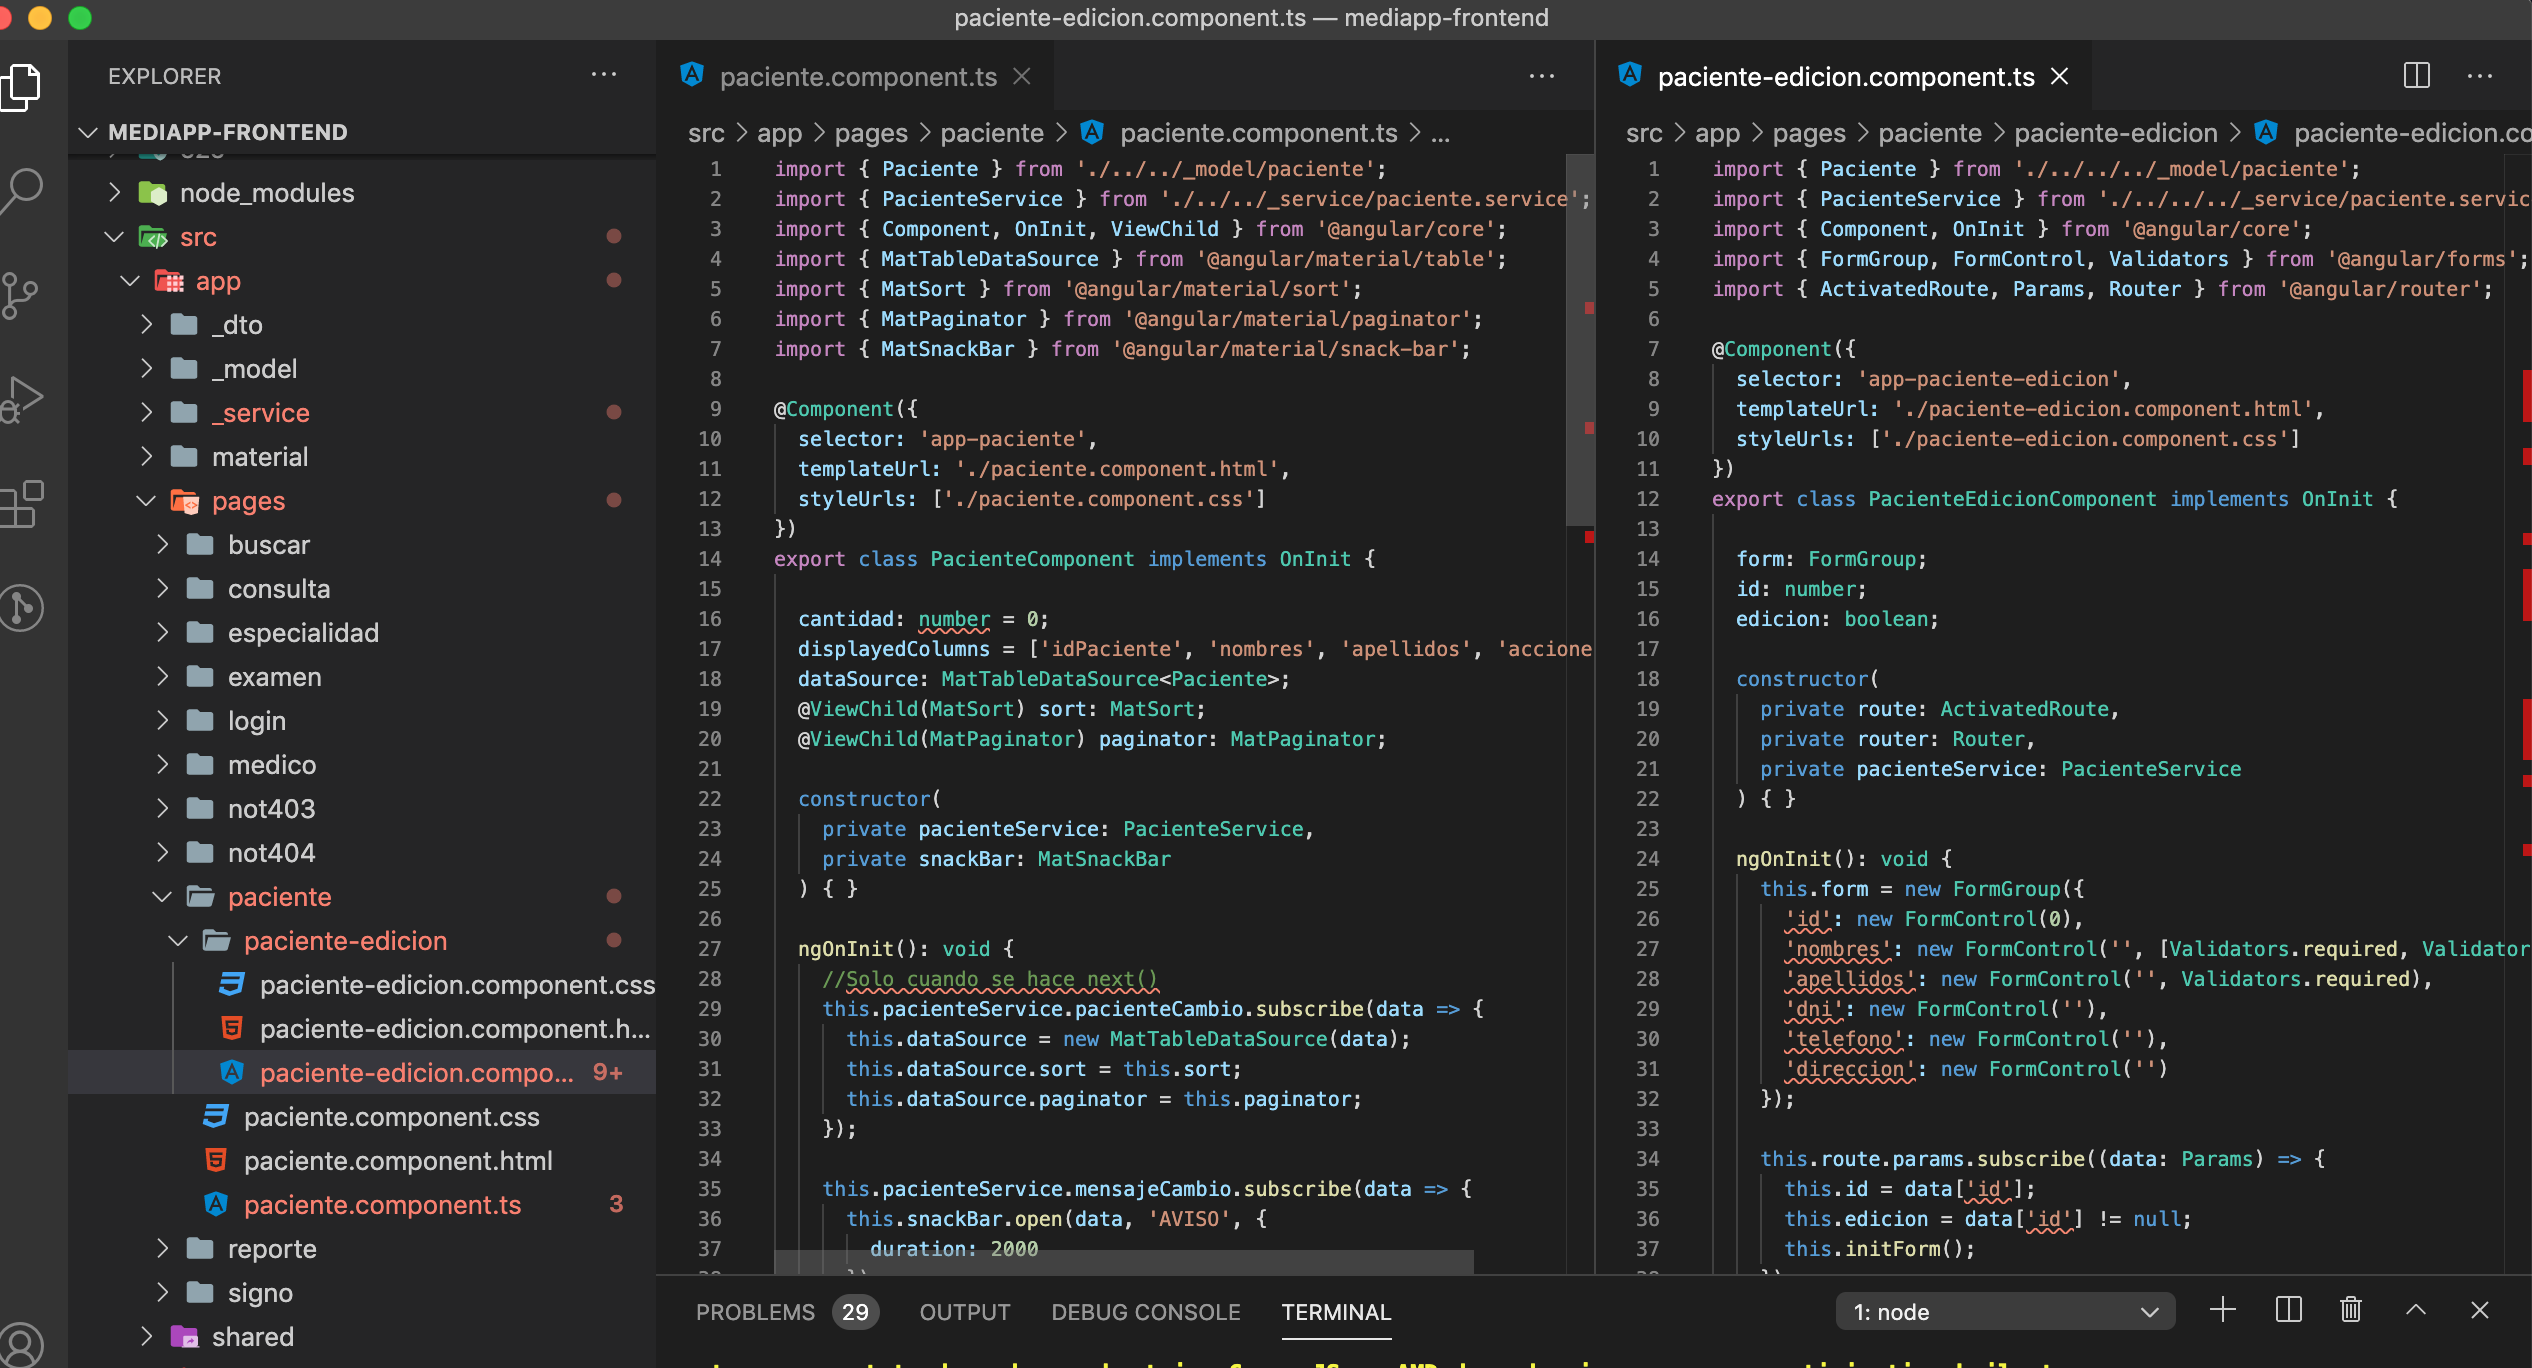 paciente-edicion.component.ts — mediapp-frontend
EXPLORER
MEDIAPP-FRONTEND
node_modules
src
app
_dto
_model
_service
material
pages
buscar
consulta
especialidad
examen
login
medico
not403
not404
paciente
paciente-edicion
paciente-edicion.component.css
paciente-edicion.component.h...
paciente-edicion.compo... 9+
paciente.component.css
paciente.component.html
paciente.component.ts 3
reporte
signo
shared
paciente.component.ts
src > app > pages > paciente > paciente.component.ts > ...
1 import { Paciente } from './../../_model/paciente';
2 import { PacienteService } from './../../_service/paciente.service';
3 import { Component, OnInit, ViewChild } from '@angular/core';
4 import { MatTableDataSource } from '@angular/material/table';
5 import { MatSort } from '@angular/material/sort';
6 import { MatPaginator } from '@angular/material/paginator';
7 import { MatSnackBar } from '@angular/material/snack-bar';
8
9 @Component({
10 selector: 'app-paciente',
11 templateUrl: './paciente.component.html',
12 styleUrls: ['./paciente.component.css']
13 })
14 export class PacienteComponent implements OnInit {
15
16 cantidad: number = 0;
17 displayedColumns = ['idPaciente', 'nombres', 'apellidos', 'accione
18 dataSource: MatTableDataSource<Paciente>;
19 @ViewChild(MatSort) sort: MatSort;
20 @ViewChild(MatPaginator) paginator: MatPaginator;
21
22 constructor(
23 private pacienteService: PacienteService,
24 private snackBar: MatSnackBar
25 ) { }
26
27 ngOnInit(): void {
28 //Solo cuando se hace next()
29 this.pacienteService.pacienteCambio.subscribe(data => {
30 this.dataSource = new MatTableDataSource(data);
31 this.dataSource.sort = this.sort;
32 this.dataSource.paginator = this.paginator;
33 });
34
35 this.pacienteService.mensajeCambio.subscribe(data => {
36 this.snackBar.open(data, 'AVISO', {
37 duration: 2000
paciente-edicion.component.ts
src > app > pages > paciente > paciente-edicion > paciente-edicion.co
1 import { Paciente } from './../../../_model/paciente';
2 import { PacienteService } from './../../../_service/paciente.servic
3 import { Component, OnInit } from '@angular/core';
4 import { FormGroup, FormControl, Validators } from '@angular/forms';
5 import { ActivatedRoute, Params, Router } from '@angular/router';
6
7 @Component({
8 selector: 'app-paciente-edicion',
9 templateUrl: './paciente-edicion.component.html',
10 styleUrls: ['./paciente-edicion.component.css']
11 })
12 export class PacienteEdicionComponent implements OnInit {
13
14 form: FormGroup;
15 id: number;
16 edicion: boolean;
17
18 constructor(
19 private route: ActivatedRoute,
20 private router: Router,
21 private pacienteService: PacienteService
22 ) { }
23
24 ngOnInit(): void {
25 this.form = new FormGroup({
26 'id': new FormControl(0),
27 'nombres': new FormControl('', [Validators.required, Validator
28 'apellidos': new FormControl('', Validators.required),
29 'dni': new FormControl(''),
30 'telefono': new FormControl(''),
31 'direccion': new FormControl('')
32 });
33
34 this.route.params.subscribe((data: Params) => {
35 this.id = data['id'];
36 this.edicion = data['id'] != null;
37 this.initForm();
PROBLEMS 29 OUTPUT DEBUG CONSOLE TERMINAL 1: node